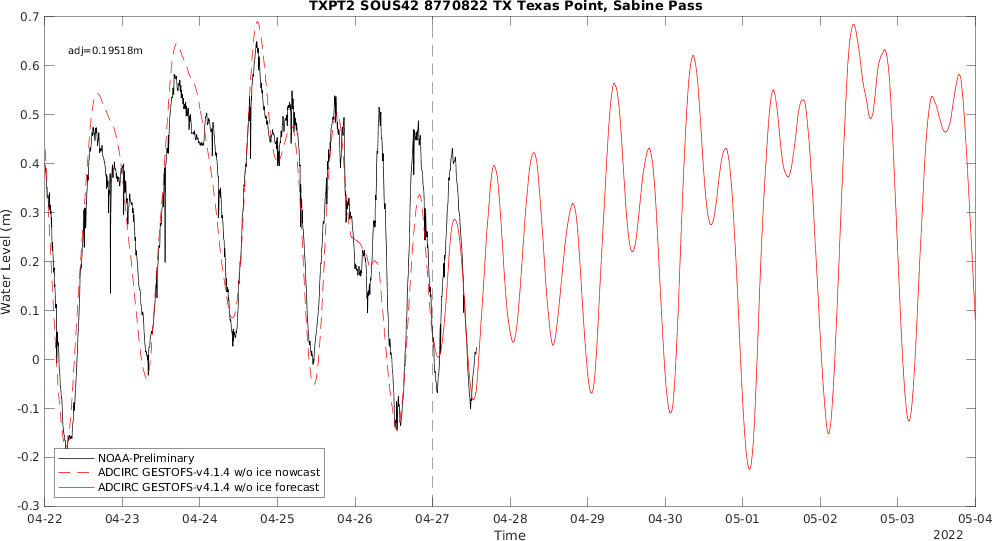 TXPT2 SOUS42 8770822 TX Texas Point, Sabine Pass
adj=0.19518m
0.7
0.6
0.5
0.4
0.3
0.2
0.1
0
-0.1
-0.2
-0.3
Water Level (m)
NOAA-Preliminary
ADCIRC GESTOFS-v4.1.4 w/o ice nowcast
ADCIRC GESTOFS-v4.1.4 w/o ice forecast
04-22 04-23 04-24 04-25 04-26 04-27 04-28 04-29 04-30 05-01 05-02 05-03 05-04
Time
2022